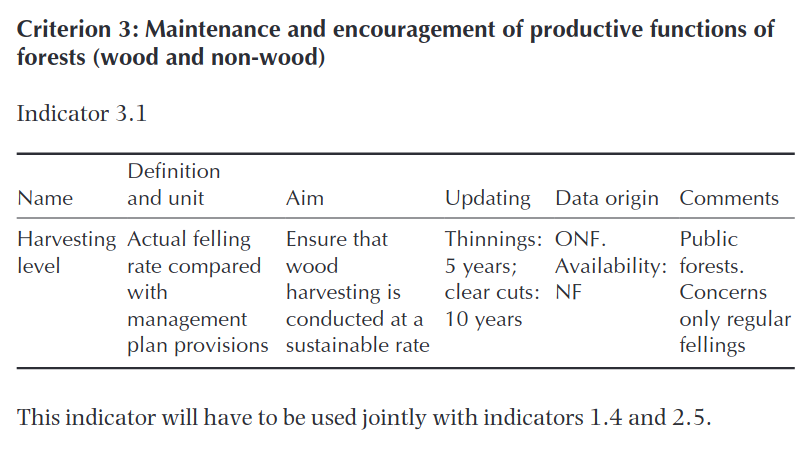 Criterion 3: Maintenance and encouragement of productive functions of
forests (wood and non-wood)
Indicator 3.1
Definition
Name and unit Aim Updating Data origin Comments
Harvesting Actual felling Ensure that Thinnings: ONF. Public
level rate compared wood 5 years; Availability: forests.
with harvesting is clear cuts: NF Concerns
management conducted at a 10 years only regular
plan provisions sustainable rate fellings
This indicator will have to be used jointly with indicators 1.4 and 2.5.